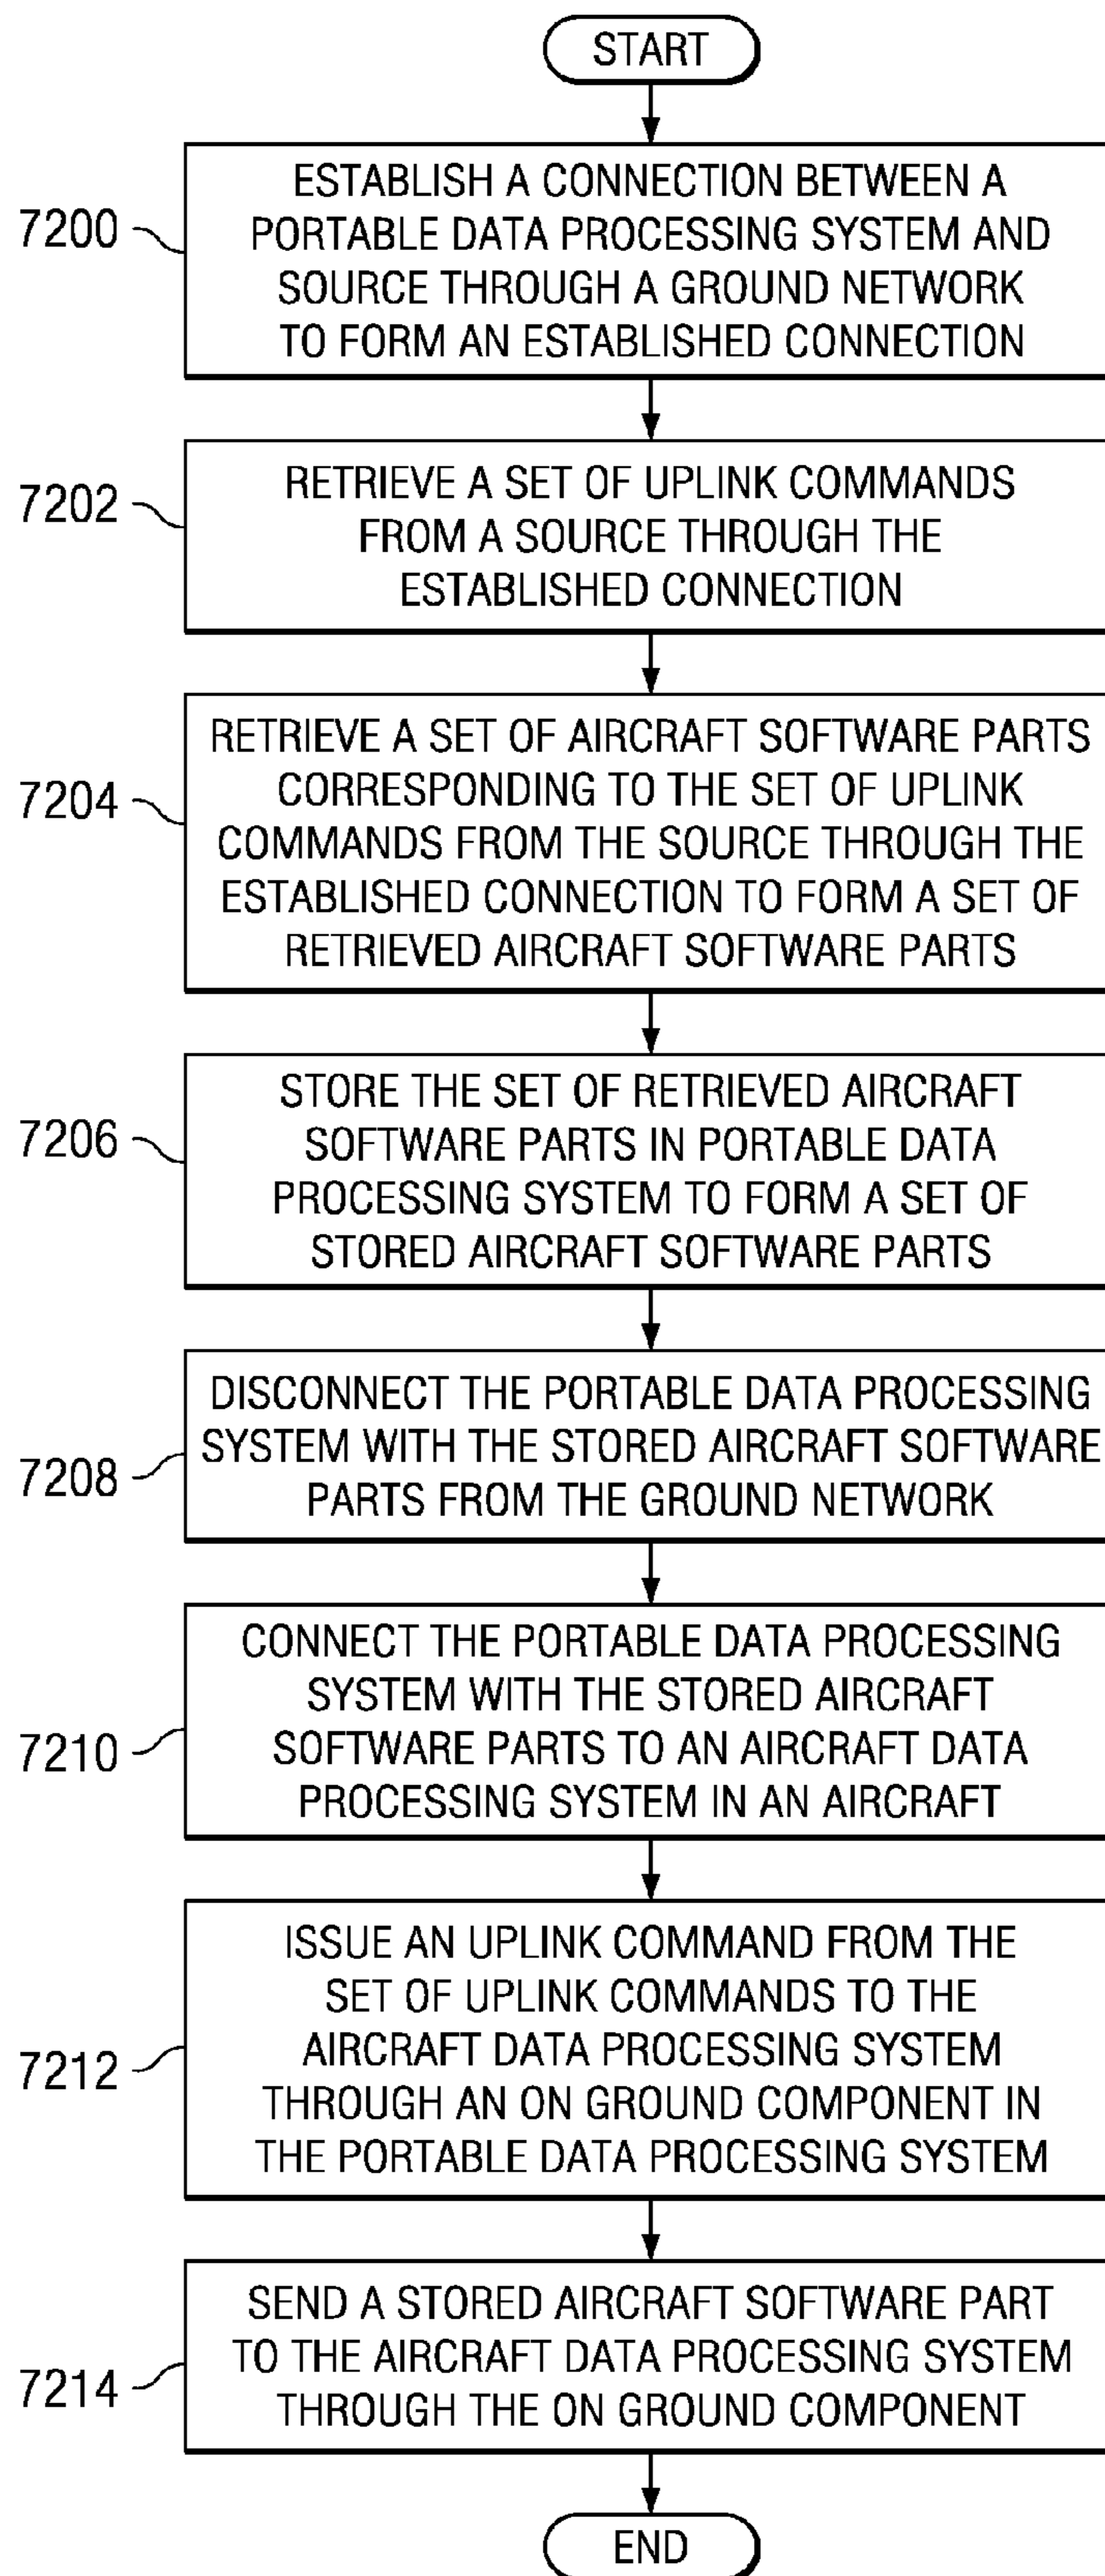 START
7200
ESTABLISH A CONNECTION BETWEEN A
PORTABLE DATA PROCESSING SYSTEM AND
SOURCE THROUGH A GROUND NETWORK
TO FORM AN ESTABLISHED CONNECTION
7202
RETRIEVE A SET OF UPLINK COMMANDS
FROM A SOURCE THROUGH THE
ESTABLISHED CONNECTION
7204
RETRIEVE A SET OF AIRCRAFT SOFTWARE PARTS
CORRESPONDING TO THE SET OF UPLINK
COMMANDS FROM THE SOURCE THROUGH THE
ESTABLISHED CONNECTION TO FORM A SET OF
RETRIEVED AIRCRAFT SOFTWARE PARTS
7206
STORE THE SET OF RETRIEVED AIRCRAFT
SOFTWARE PARTS IN PORTABLE DATA
PROCESSING SYSTEM TO FORM A SET OF
STORED AIRCRAFT SOFTWARE PARTS
7208
DISCONNECT THE PORTABLE DATA PROCESSING
SYSTEM WITH THE STORED AIRCRAFT SOFTWARE
PARTS FROM THE GROUND NETWORK
7210
CONNECT THE PORTABLE DATA PROCESSING
SYSTEM WITH THE STORED AIRCRAFT
SOFTWARE PARTS TO AN AIRCRAFT DATA
PROCESSING SYSTEM IN AN AIRCRAFT
7212
ISSUE AN UPLINK COMMAND FROM THE
SET OF UPLINK COMMANDS TO THE
AIRCRAFT DATA PROCESSING SYSTEM
THROUGH AN ON GROUND COMPONENT IN
THE PORTABLE DATA PROCESSING SYSTEM
7214
SEND A STORED AIRCRAFT SOFTWARE PART
TO THE AIRCRAFT DATA PROCESSING SYSTEM
THROUGH THE ON GROUND COMPONENT
END